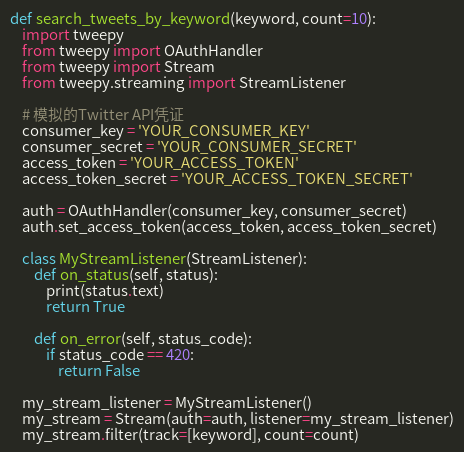 def search_tweets_by_keyword(keyword, count=10):
    import tweepy
    from tweepy import OAuthHandler
    from tweepy import Stream
    from tweepy.streaming import StreamListener

    # 模拟的Twitter API凭证
    consumer_key = 'YOUR_CONSUMER_KEY'
    consumer_secret = 'YOUR_CONSUMER_SECRET'
    access_token = 'YOUR_ACCESS_TOKEN'
    access_token_secret = 'YOUR_ACCESS_TOKEN_SECRET'

    auth = OAuthHandler(consumer_key, consumer_secret)
    auth.set_access_token(access_token, access_token_secret)

    class MyStreamListener(StreamListener):
        def on_status(self, status):
            print(status.text)
            return True

        def on_error(self, status_code):
            if status_code == 420:
                return False

    my_stream_listener = MyStreamListener()
    my_stream = Stream(auth=auth, listener=my_stream_listener)
    my_stream.filter(track=[keyword], count=count)